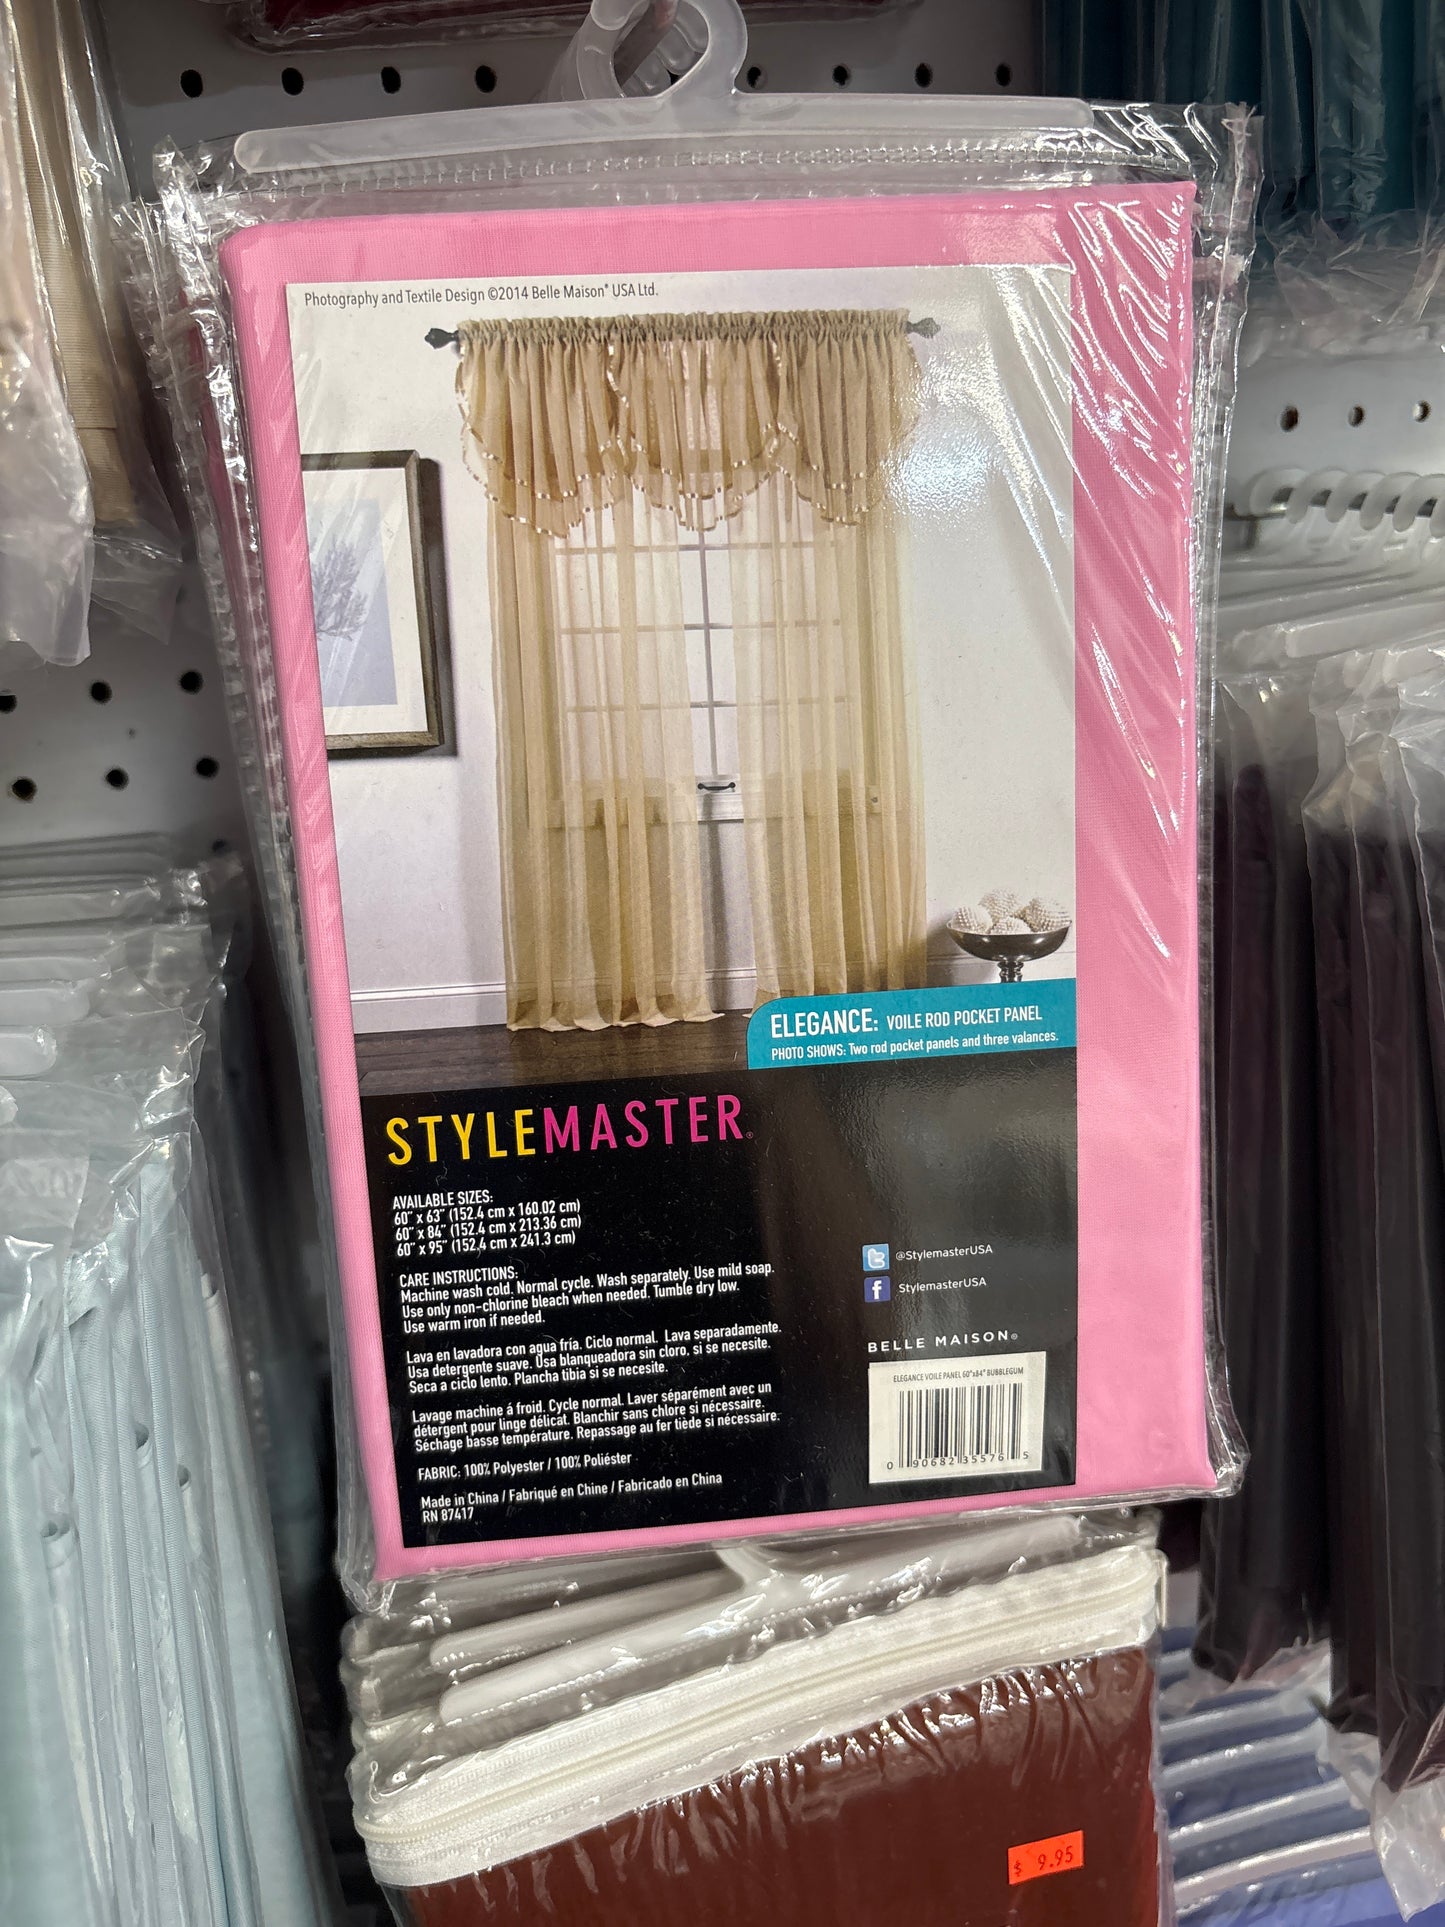 Photography and Textile Design ©2014 Belle Maison® USA Ltd.
ELEGANCE: VOILE ROD POCKET PANEL
PHOTO SHOWS: Two rod pocket panels and three valances.
STYLEMASTER®
AVAILABLE SIZES:
60" x 63" (152.4 cm x 160.02 cm)
60" x 84" (152.4 cm x 213.36 cm)
60" x 95" (152.4 cm x 241.3 cm)
CARE INSTRUCTIONS:
Machine wash cold. Normal cycle. Wash separately. Use mild soap.
Use only non-chlorine bleach when needed. Tumble dry low.
Use warm iron if needed.
Lava en lavadora con agua fría. Ciclo normal. Lava separadamente.
Usa detergente suave. Usa blanqueadora sin cloro, si se necesite.
Seca a ciclo lento. Plancha tibia si se necesite.
Lavage machine á froid. Cycle normal. Laver séparément avec un
détergent pour linge délicat. Blanchir sans chlore si nécessaire.
Séchage basse température. Repassage au fer tiède si nécessaire.
FABRIC: 100% Polyester / 100% Poliéster
Made in China / Fabriqué en Chine / Fabricado en China
RN 87417
@StylemasterUSA
StylemasterUSA
BELLE MAISON®
ELEGANCE VOILE PANEL 60"x84" BUBBLEGUM
0 90682 35576 5
$ 9.95